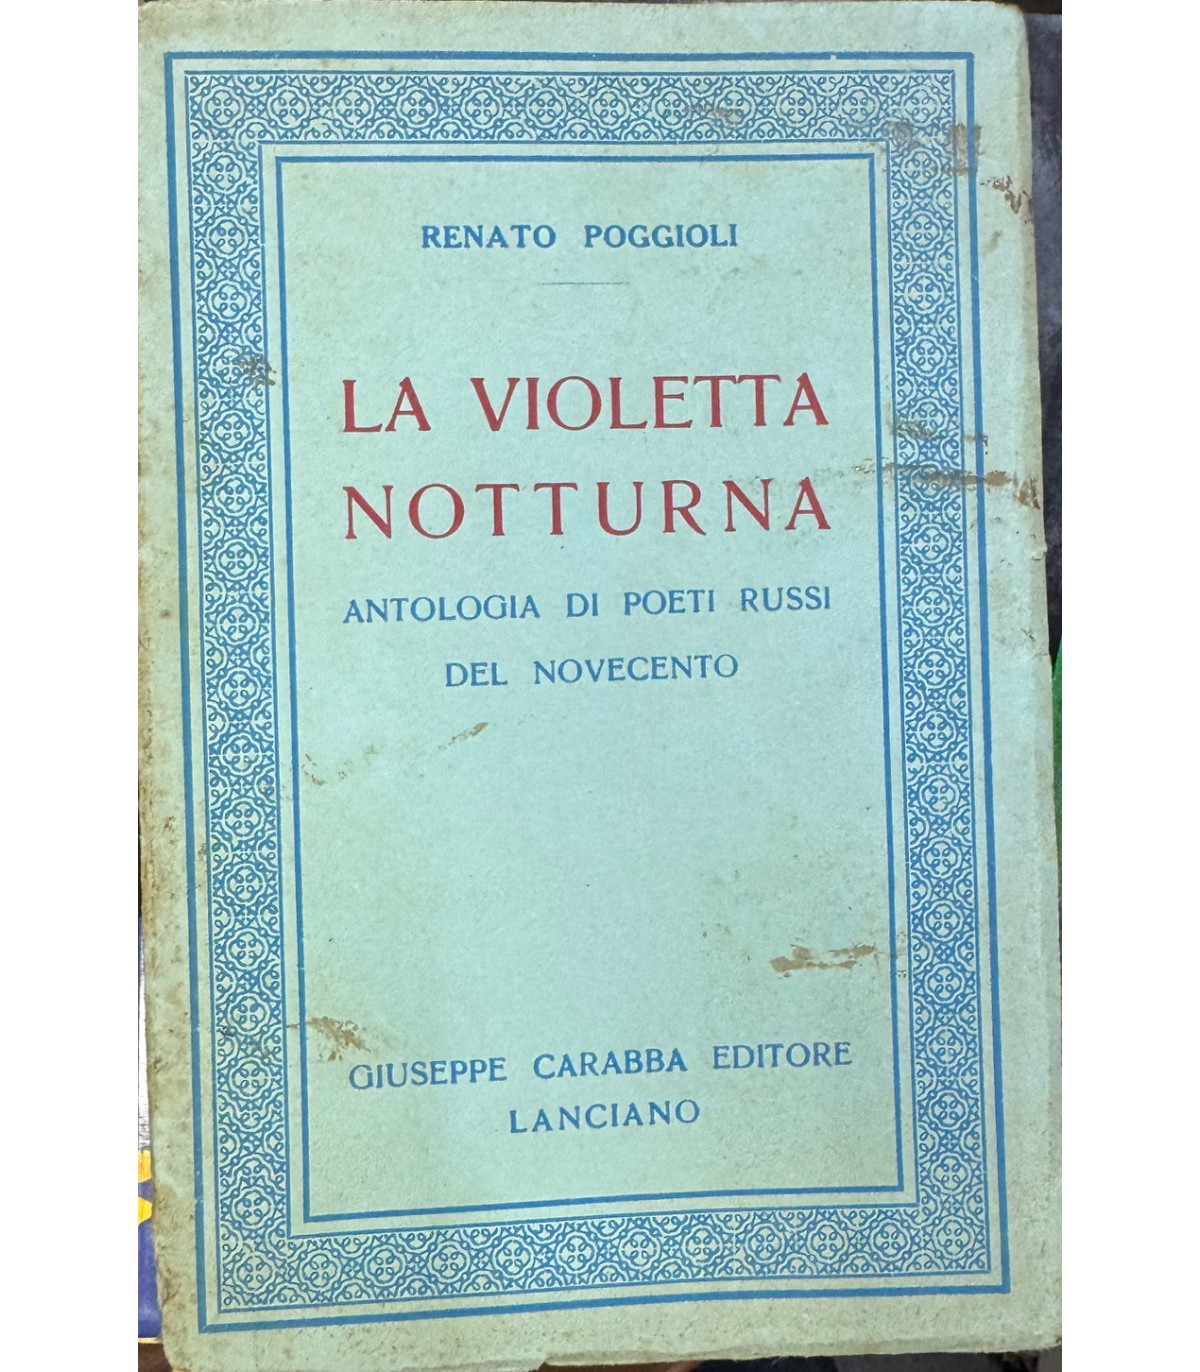 RENATO POGGIOLI
LA VIOLETTA
NOTTURNA
ANTOLOGIA DI POETI RUSSI
DEL NOVECENTO
GIUSEPPE CARABBA EDITORE
LANCIANO